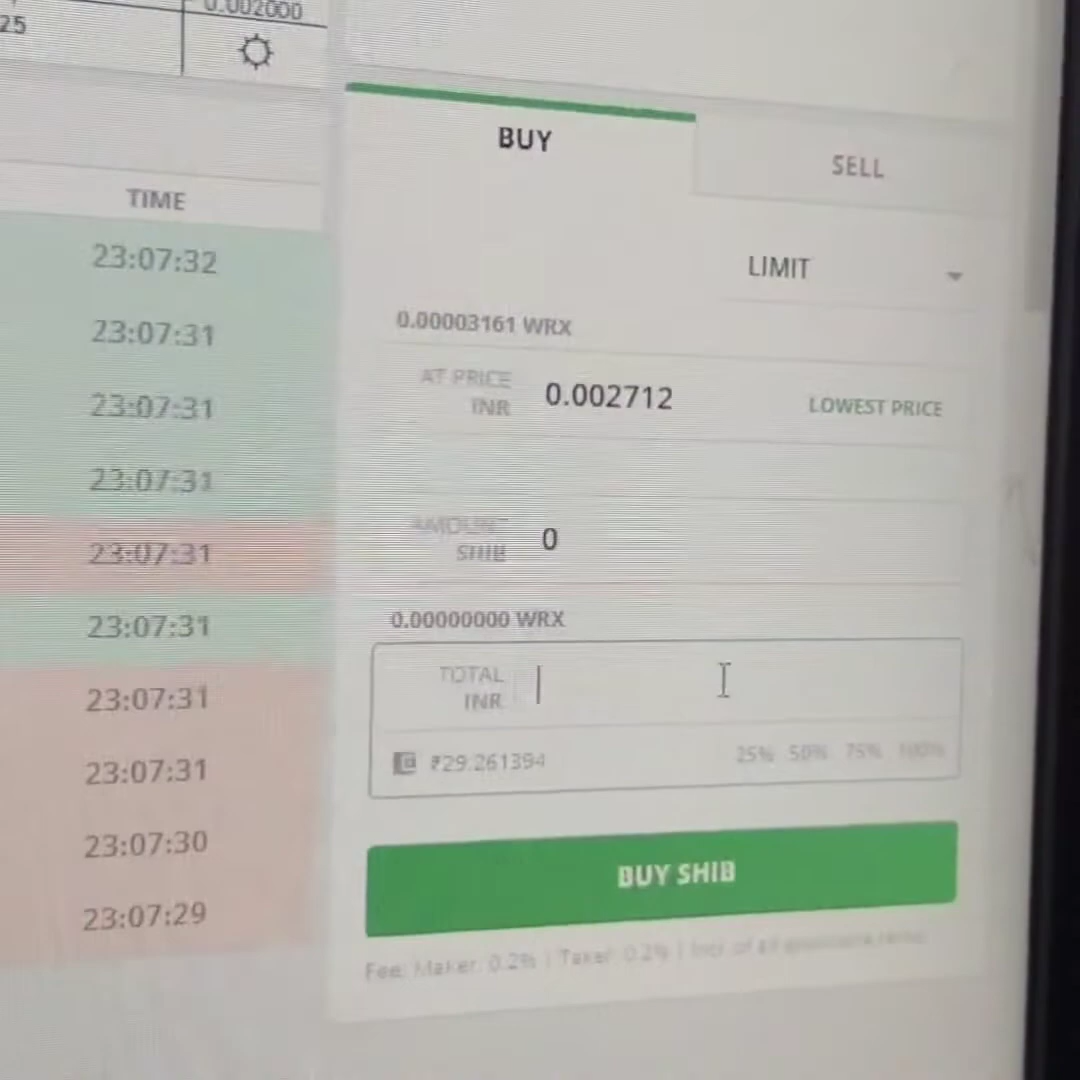 0.002000
25
BUY
SELL
TIME
23:07:32
23:07:31
23:07:31
23:07:31
23:07:31
23:07:31
23:07:31
23:07:31
23:07:30
23:07:29
LIMIT
0.00003161 WRX
AT PRICE
INR
0.002712
LOWEST PRICE
AMOUNT
SHIB
0
0.00000000 WRX
TOTAL
INR
₹29.261394
25% 50% 75% 100%
BUY SHIB
Fee: Maker: 0.2% | Taker: 0.2% |